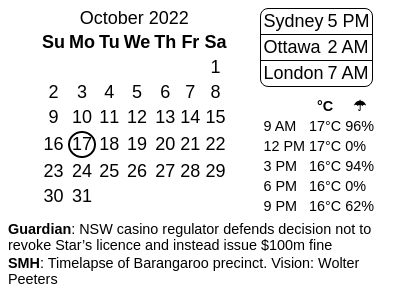 October 2022
Su Mo Tu We Th Fr Sa
1
2 3 4 5 6 7 8
9 10 11 12 13 14 15
16 17 18 19 20 21 22
23 24 25 26 27 28 29
30 31
Sydney 5 PM
Ottawa 2 AM
London 7 AM
°C ☂
9 AM 17°C 96%
12 PM 17°C 0%
3 PM 16°C 94%
6 PM 16°C 0%
9 PM 16°C 62%
Guardian: NSW casino regulator defends decision not to
revoke Star’s licence and instead issue $100m fine
SMH: Timelapse of Barangaroo precinct. Vision: Wolter
Peeters